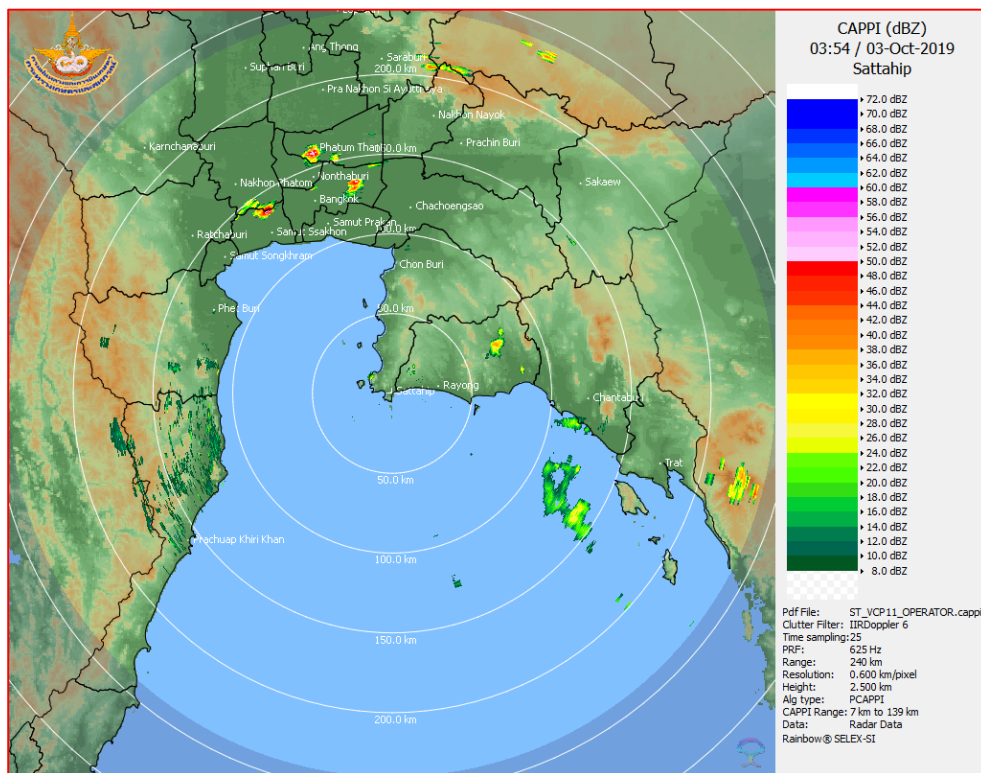 CAPPI (dBZ)
03:54 / 03-Oct-2019
Sattahip
72.0 dBZ
70.0 dBZ
68.0 dBZ
66.0 dBZ
64.0 dBZ
62.0 dBZ
60.0 dBZ
58.0 dBZ
56.0 dBZ
54.0 dBZ
52.0 dBZ
50.0 dBZ
48.0 dBZ
46.0 dBZ
44.0 dBZ
42.0 dBZ
40.0 dBZ
38.0 dBZ
36.0 dBZ
34.0 dBZ
32.0 dBZ
30.0 dBZ
28.0 dBZ
26.0 dBZ
24.0 dBZ
22.0 dBZ
20.0 dBZ
18.0 dBZ
16.0 dBZ
14.0 dBZ
12.0 dBZ
10.0 dBZ
8.0 dBZ
Pdf File: ST_VCP11_OPERATOR.cappi
Clutter Filter: IIRDoppler 6
Time sampling:25
PRF: 625 Hz
Range: 240 km
Resolution: 0.600 km/pixel
Height: 2.500 km
Alg type: PCAPPI
CAPPI Range: 7 km to 139 km
Data: Radar Data
Rainbow® SELEX-SI
Ang Thong
Saraburi
Suphan Buri
200.0 km
Pra Nakhon Si Ayutthaya
Nakhon Nayok
Karnchanaburi
Phatum Thani
Prachin Buri
Nonthaburi
Nakhon Phatom
Sakaew
Bangkok
Chachoengsao
Samut Prakan
Ratchaburi
Samut Ssakhon
100.0 km
Samut Songkhram
Chon Buri
Phet Buri
50.0 km
Sattahip
Rayong
Chantaburi
Trat
50.0 km
Prachuap Khiri Khan
100.0 km
150.0 km
200.0 km